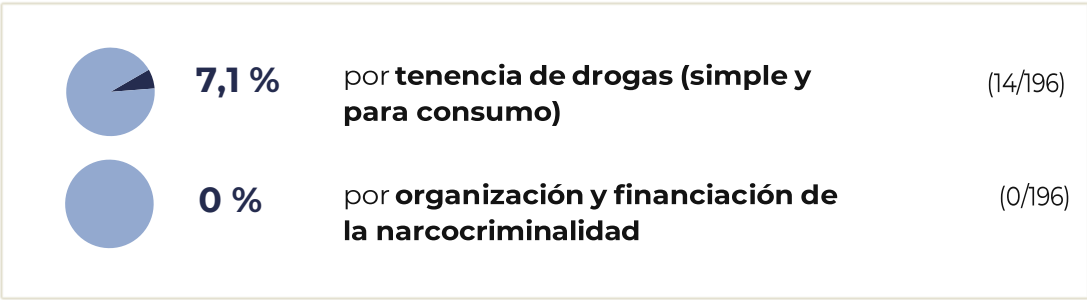 7,1 % por tenencia de drogas (simple y (14/196)
para consumo)
0 % por organización y financiación de (0/196)
la narcocriminalidad